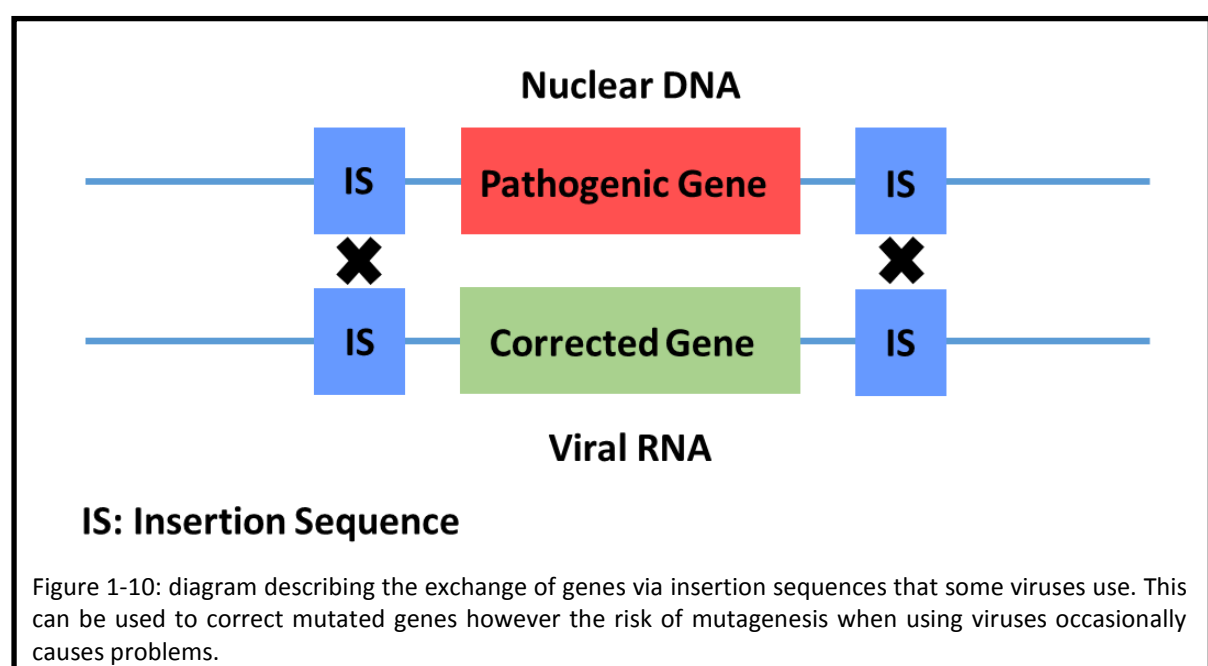 Nuclear DNA
IS Pathogenic Gene IS
IS Corrected Gene IS
Viral RNA
IS: Insertion Sequence
Figure 1-10: diagram describing the exchange of genes via insertion sequences that some viruses use. This
can be used to correct mutated genes however the risk of mutagenesis when using viruses occasionally
causes problems.